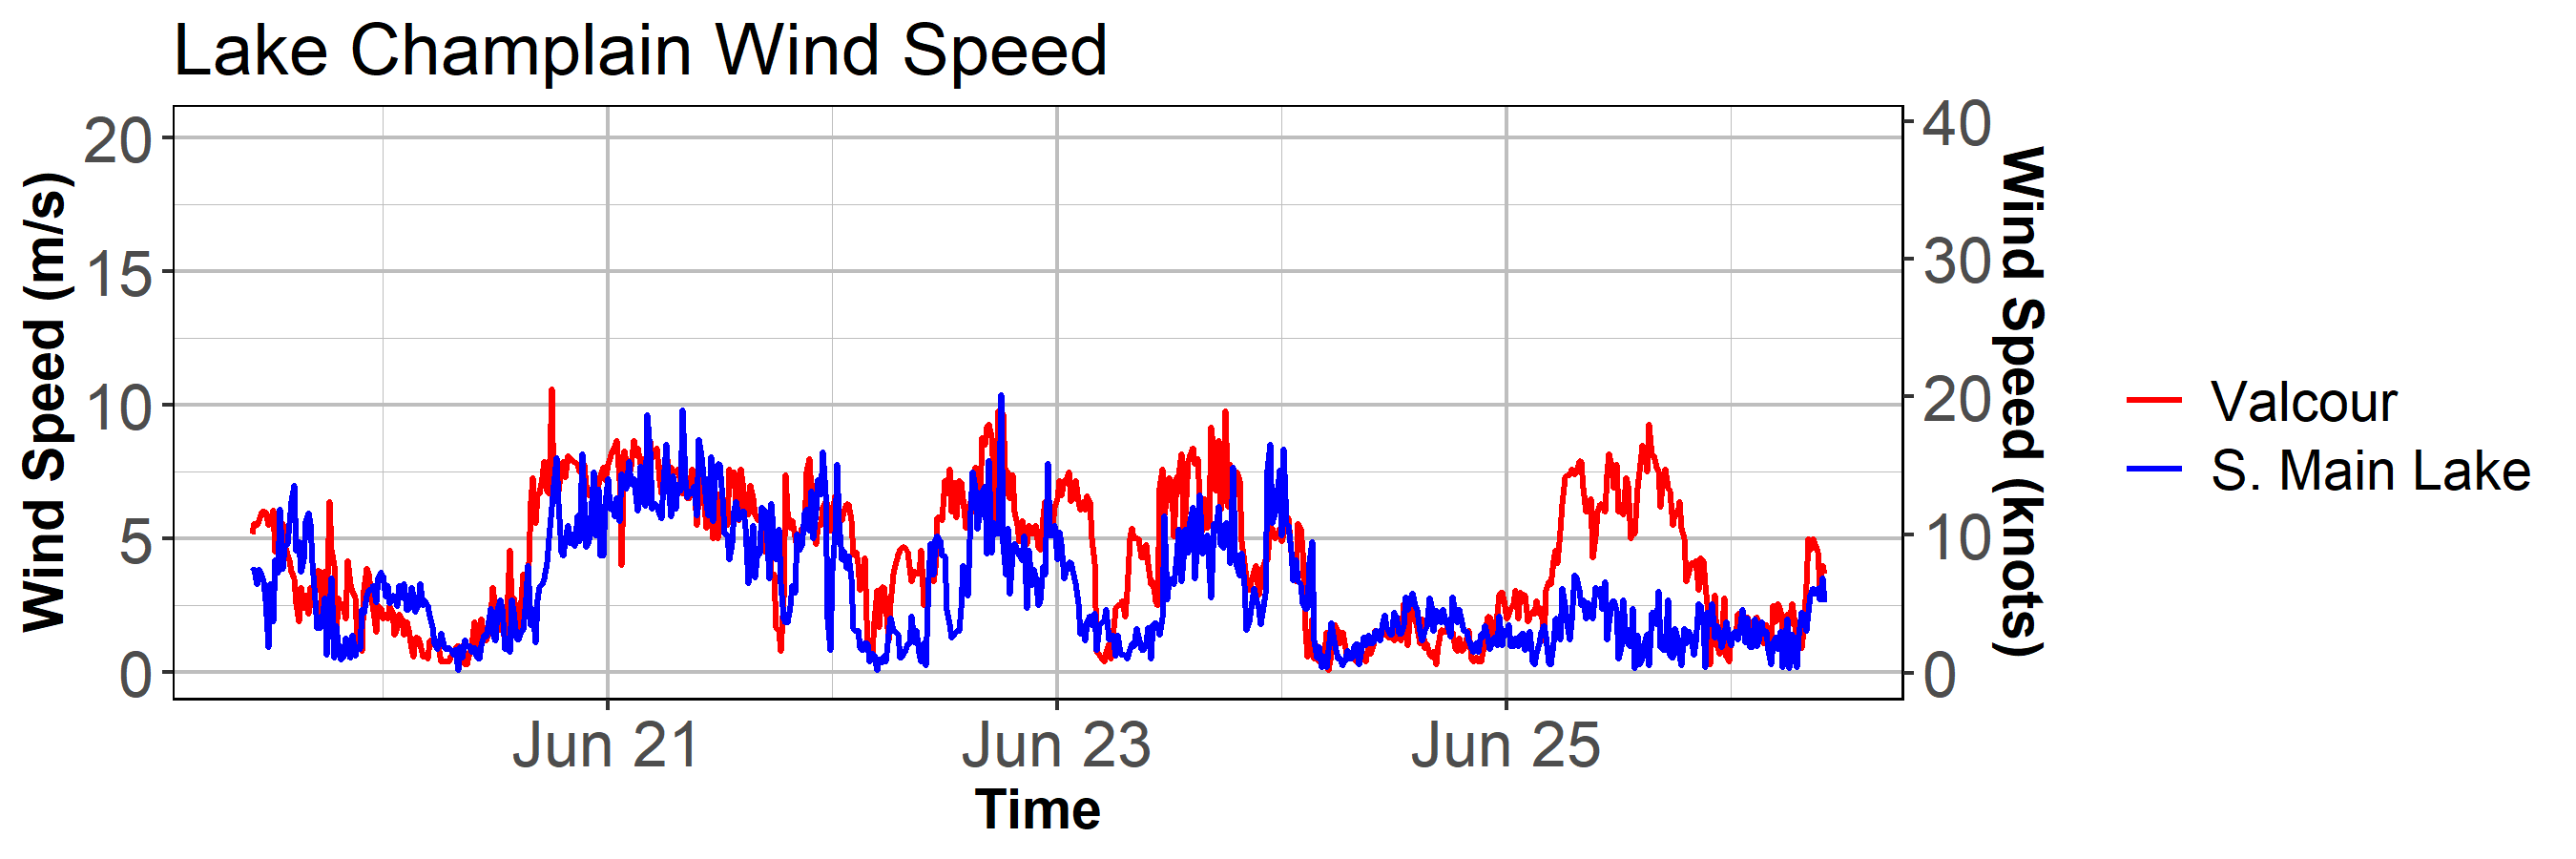 Lake Champlain Wind Speed
Wind Speed (m/s)
20
15
10
5
0
40
30
20
10
0
Wind Speed (knots)
Jun 21
Jun 23
Jun 25
Time
Valcour
S. Main Lake